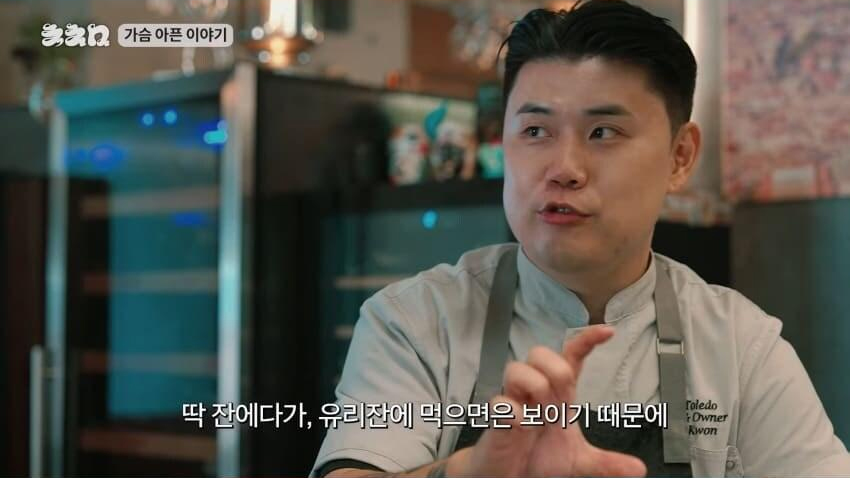 가슴 아픈 이야기
딱 잔에다가, 유리잔에 먹으면은 보이기 때문에
Toledo
Owner
Kwon